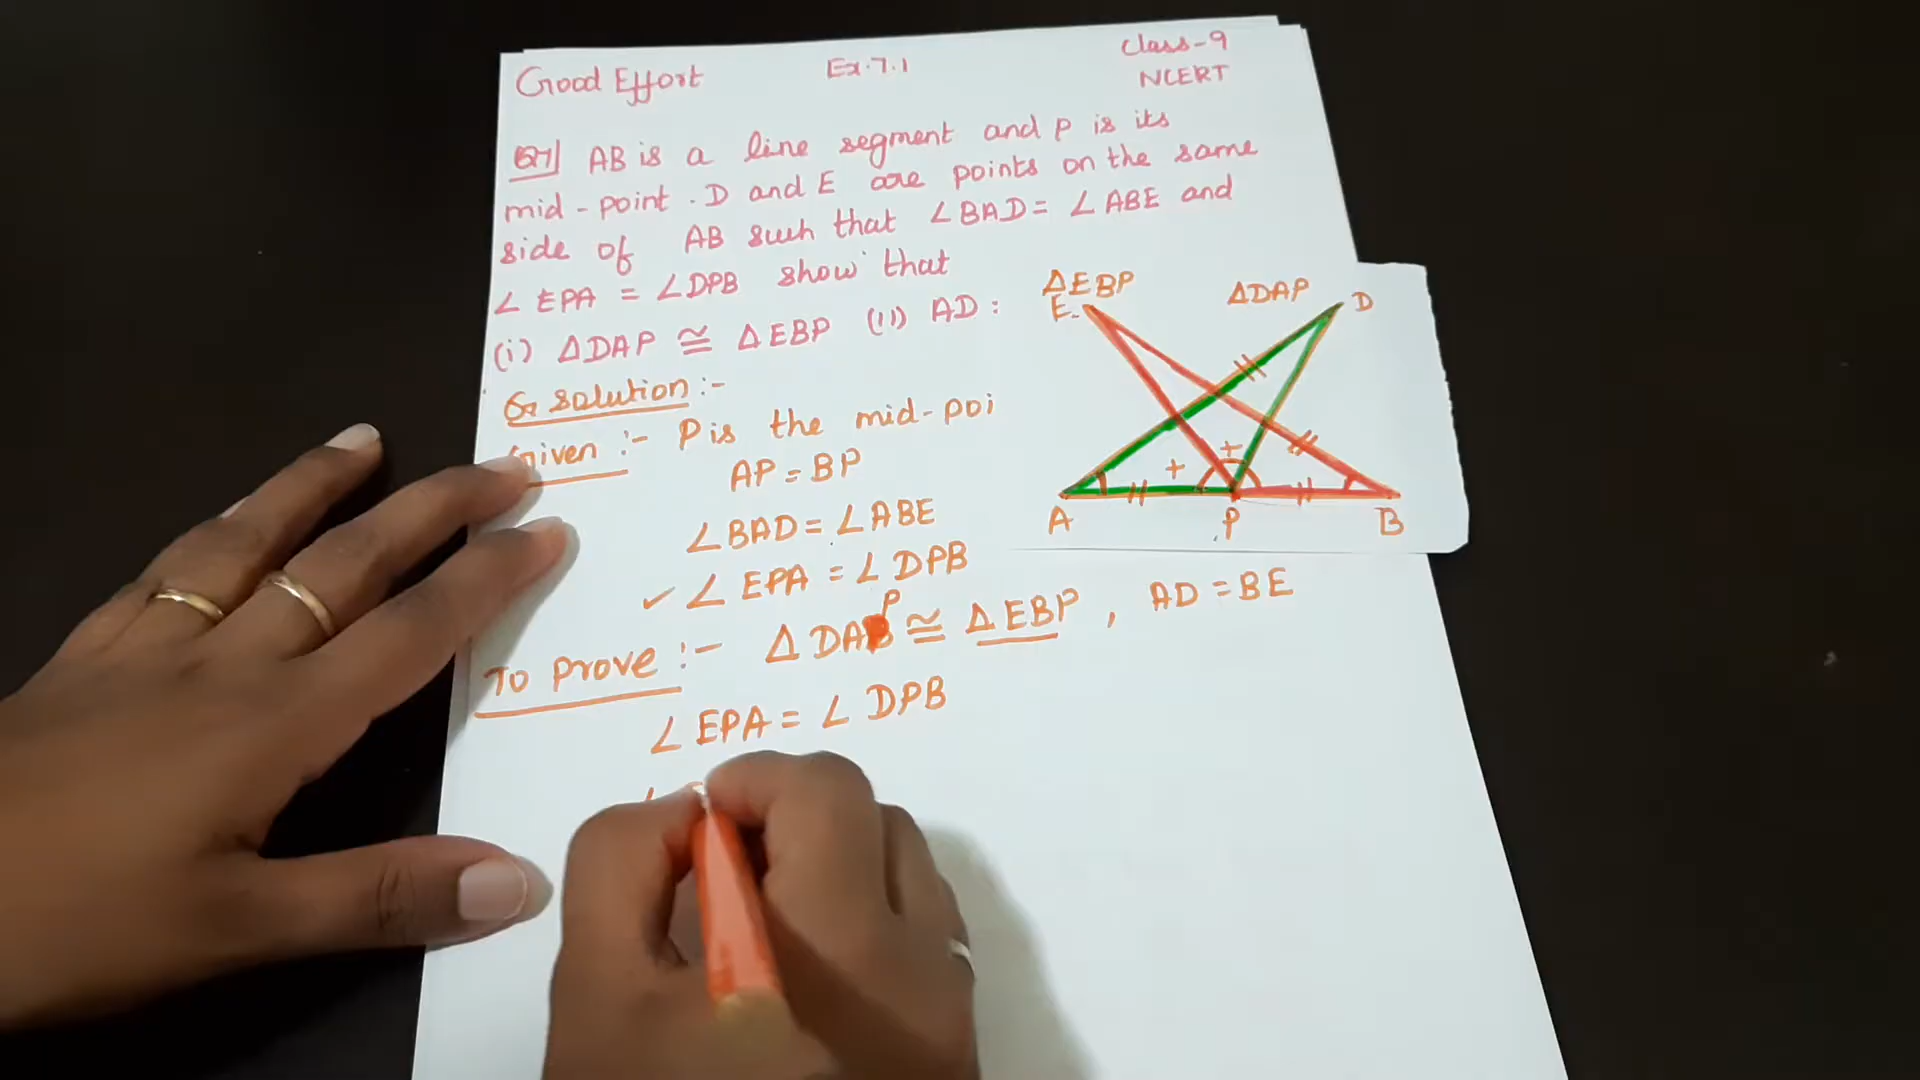 Good Effort Ex.7.1 Class-9
NCERT
Q7] AB is a line segment and P is its
mid-point. D and E are points on the same
side of AB such that ∠BAD = ∠ABE and
∠EPA = ∠DPB show that
(i) ΔDAP ≅ ΔEBP (ii) AD =
Solution :-
Given :- P is the mid-poi
AP = BP
∠BAD = ∠ABE
✓ ∠EPA = ∠DPB
P
To Prove :- ΔDA ≅ ΔEBP, AD = BE
∠EPA = ∠DPB
∠
ΔEBP ΔDAP
E D
A P B